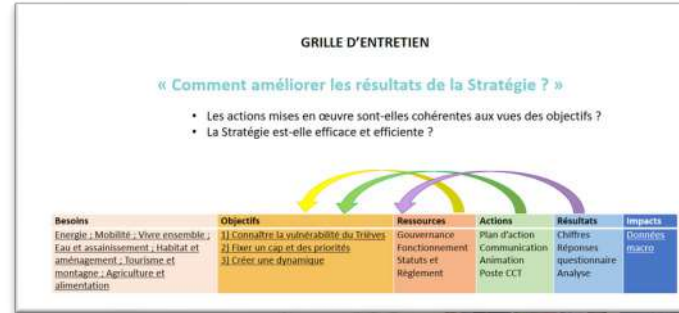 GRILLE D'ENTRETIEN
« Comment améliorer les résultats de la Stratégie ? »
• Les actions mises en œuvre sont-elles cohérentes aux vues des objectifs ?
• La Stratégie est-elle efficace et efficiente ?
Besoins
Energie ; Mobilité ; Vivre ensemble ;
Eau et assainissement ; Habitat et
aménagement ; Tourisme et
montagne ; Agriculture et
alimentation
Objectifs
1) Connaître la vulnérabilité du Trièves
2) Fixer un cap et des priorités
3) Créer une dynamique
Ressources
Gouvernance
Fonctionnement
Statuts et
Règlement
Actions
Plan d'action
Communication
Animation
Poste CCT
Résultats
Chiffres
Réponses
questionnaire
Analyse
Impacts
Données
macro